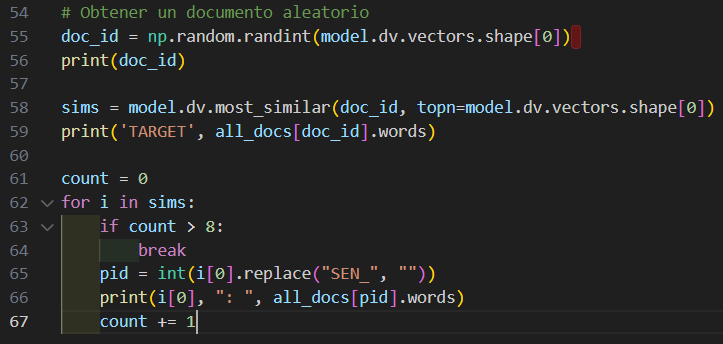 54 # Obtener un documento aleatorio
55 doc_id = np.random.randint(model.dv.vectors.shape[0])
56 print(doc_id)
57
58 sims = model.dv.most_similar(doc_id, topn=model.dv.vectors.shape[0])
59 print('TARGET', all_docs[doc_id].words)
60
61 count = 0
62 for i in sims:
63     if count > 8:
64         break
65     pid = int(i[0].replace("SEN_", ""))
66     print(i[0], ": ", all_docs[pid].words)
67     count += 1